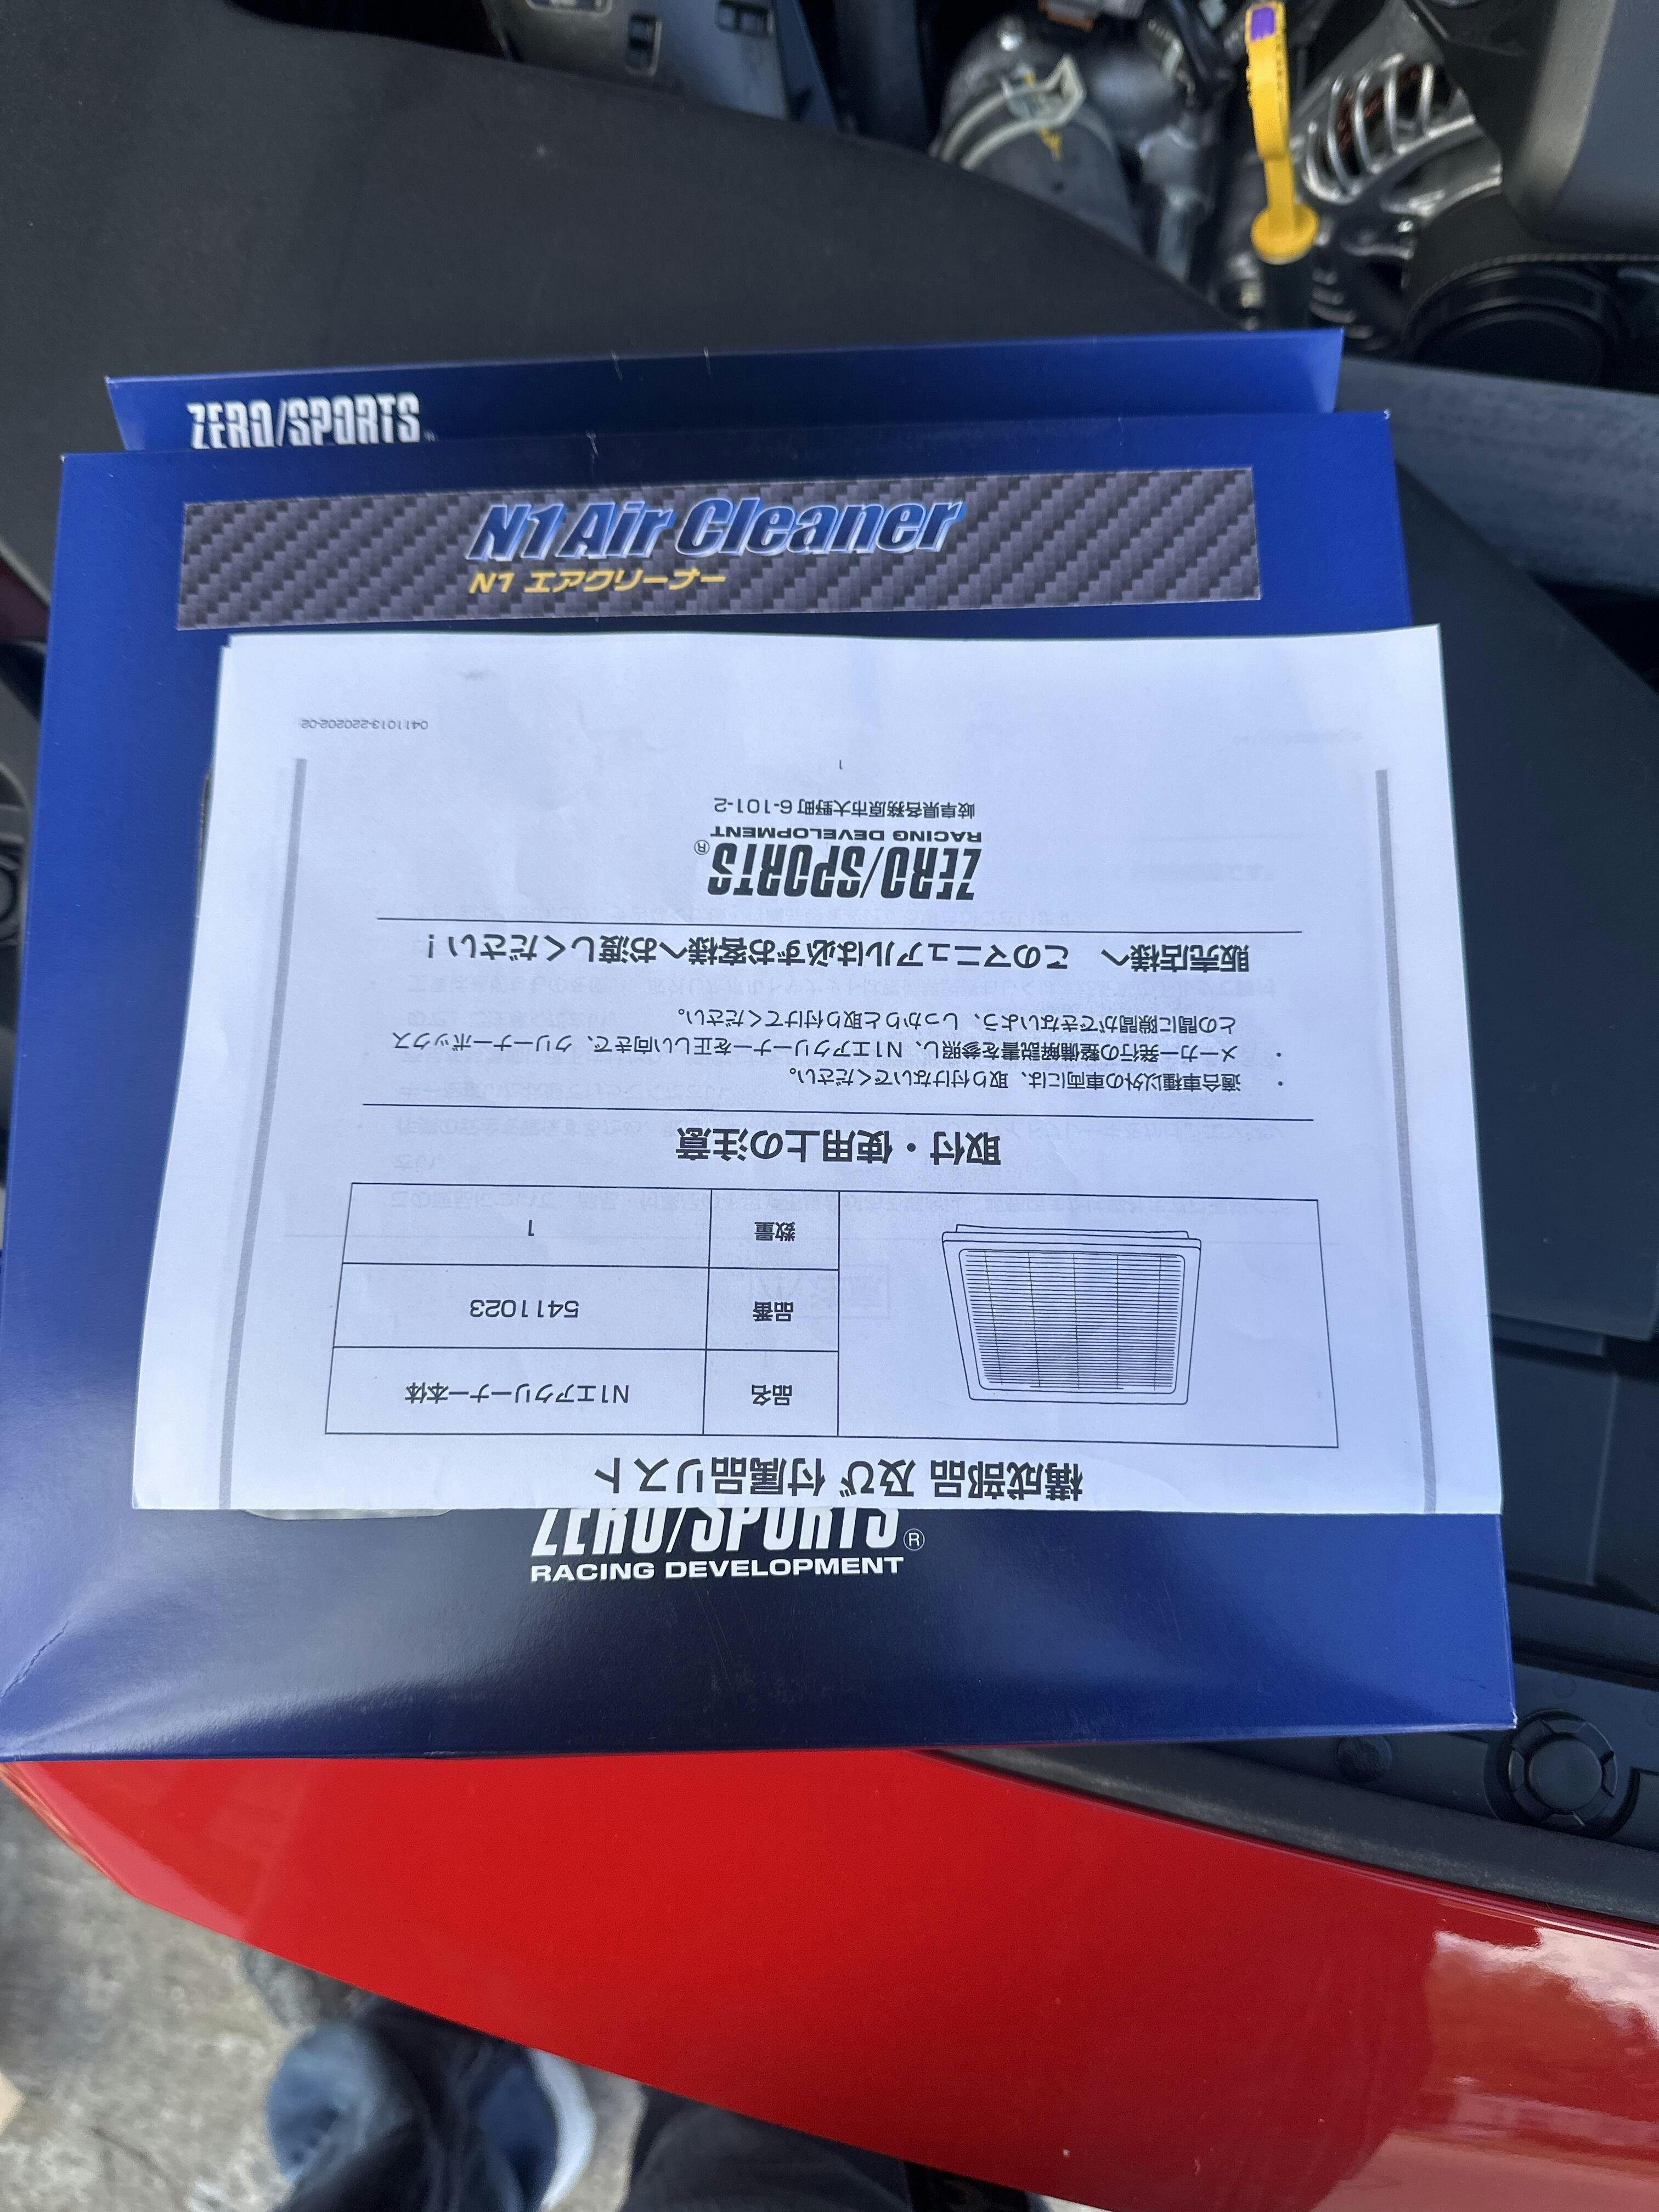 ZERO/SPORTS
N1 Air Cleaner
N1 エアクリーナー
構成部品 及び 付属品リスト
品名 N1エアクリーナー本体
品番 5411023
数量 1
取付・使用上の注意
・ 適合車種以外の車両には、取り付けないでください。
・ メーカー発行の整備解説書を参照し、N1エアクリーナーを正しい向きで、クリーナーボックス
との間に隙間ができないよう、しっかりと取り付けてください。
販売店様へ このマニュアルは必ずお客様へお渡しください！
ZERO/SPORTS®
RACING DEVELOPMENT
岐阜県各務原市大野町6-101-2
1
0411013-220202-02
ZERO/SPORTS®
RACING DEVELOPMENT